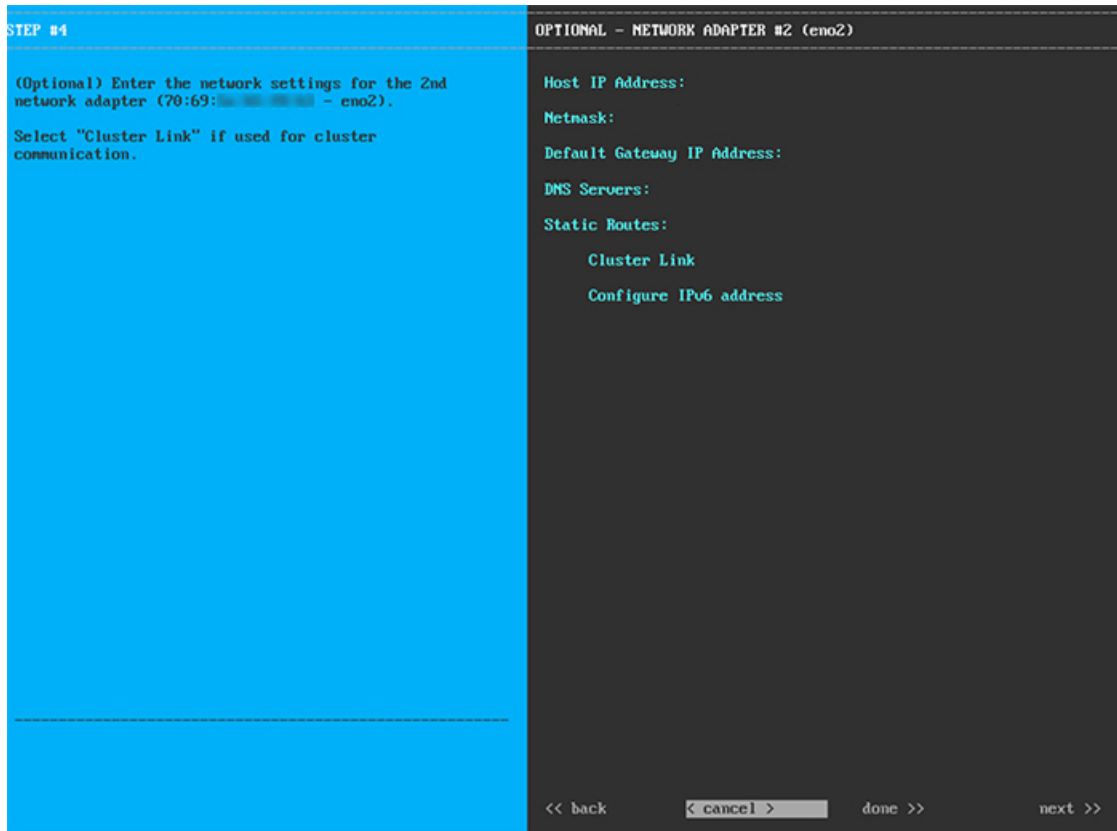 STEP #4
(Optional) Enter the network settings for the 2nd
network adapter (70:69: - eno2).
Select "Cluster Link" if used for cluster
communication.
OPTIONAL - NETWORK ADAPTER #2 (eno2)
Host IP Address:
Netmask:
Default Gateway IP Address:
DNS Servers:
Static Routes:
Cluster Link
Configure IPv6 address
<< back < cancel > done >> next >>